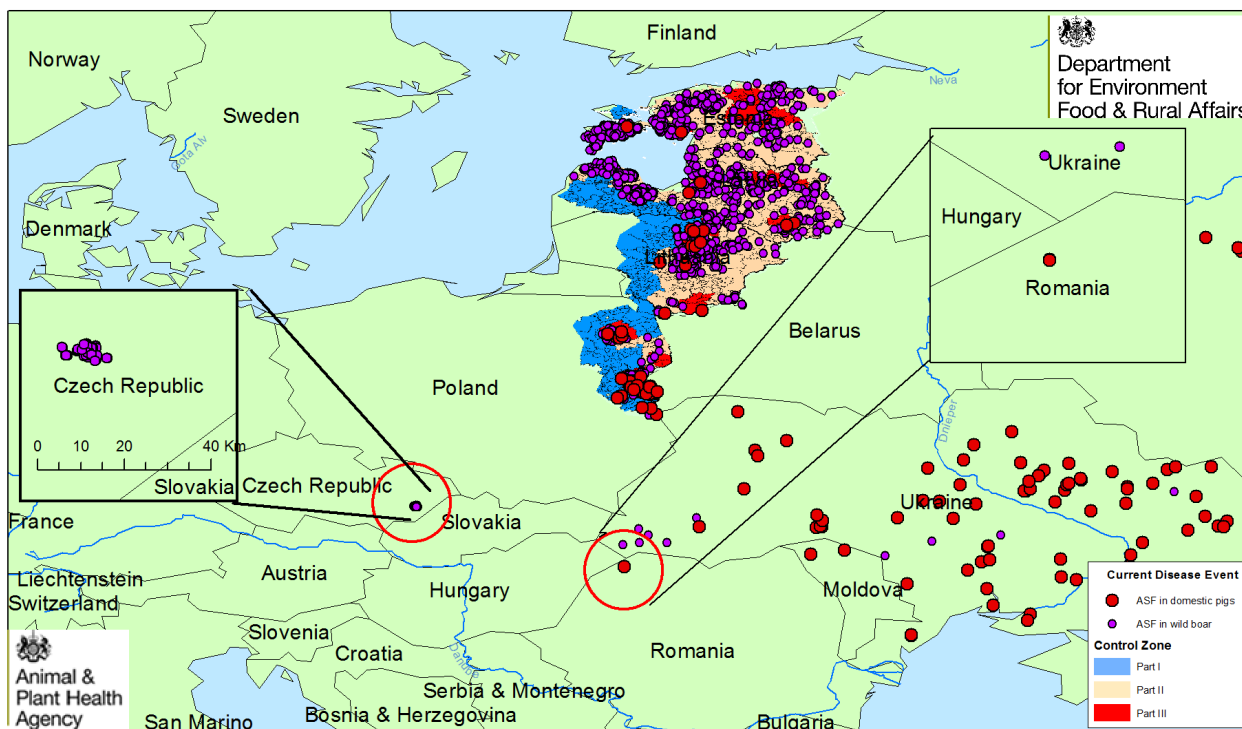 Norway
Sweden
Finland
Neva
Department
for Environment
Food & Rural Affairs
Gota Alv
Estonia
Denmark
Latvia
Lithuania
Ukraine
Hungary
Romania
Belarus
Poland
Dnieper
Czech Republic
0 10 20 40 Km
Slovakia
Czech Republic
Slovakia
Ukraine
France
Austria
Liechtenstein
Switzerland
Hungary
Moldova
Slovenia
Croatia
Romania
Danube
Serbia & Montenegro
Bosnia & Herzegovina
San Marino
Bulgaria
Animal &
Plant Health
Agency
Current Disease Event
ASF in domestic pigs
ASF in wild boar
Control Zone
Part I
Part II
Part III